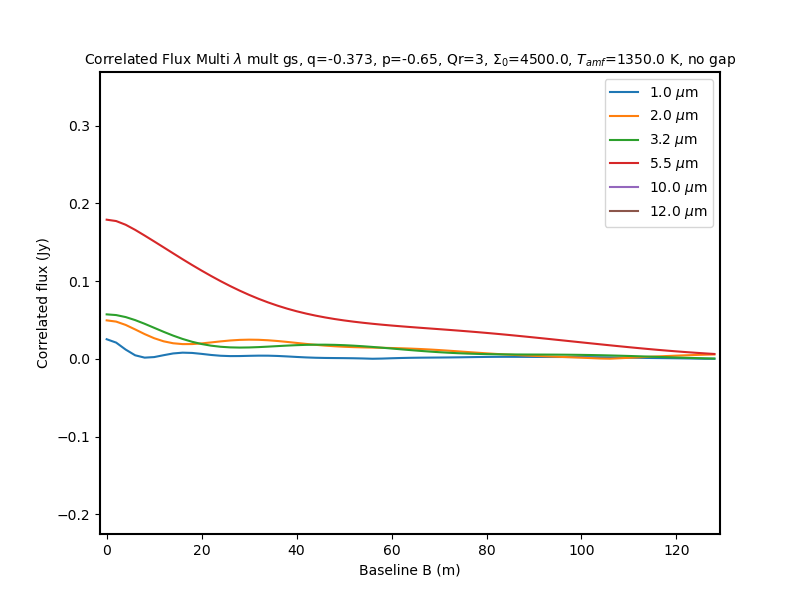 Correlated Flux Multi λ mult gs, q=-0.373, p=-0.65, Qr=3, Σ₀=4500.0, T_amf=1350.0 K, no gap
1.0 μm
2.0 μm
3.2 μm
5.5 μm
10.0 μm
12.0 μm
0.3
0.2
0.1
0.0
−0.1
−0.2
Correlated flux (Jy)
0 20 40 60 80 100 120
Baseline B (m)